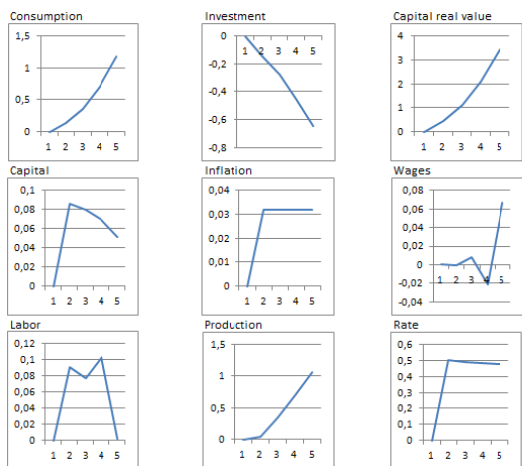 Consumption
1,5
1
0,5
0
1 2 3 4 5
Investment
0
-0,2
-0,4
-0,6
-0,8
1 2 3 4 5
Capital real value
4
3
2
1
0
1 2 3 4 5
Capital
0,1
0,08
0,06
0,04
0,02
0
1 2 3 4 5
Inflation
0,04
0,03
0,02
0,01
0
1 2 3 4 5
Wages
0,08
0,06
0,04
0,02
0
-0,02
-0,04
1 2 3 4 5
Labor
0,12
0,1
0,08
0,06
0,04
0,02
0
1 2 3 4 5
Production
1,5
1
0,5
0
1 2 3 4 5
Rate
0,6
0,5
0,4
0,3
0,2
0,1
0
1 2 3 4 5